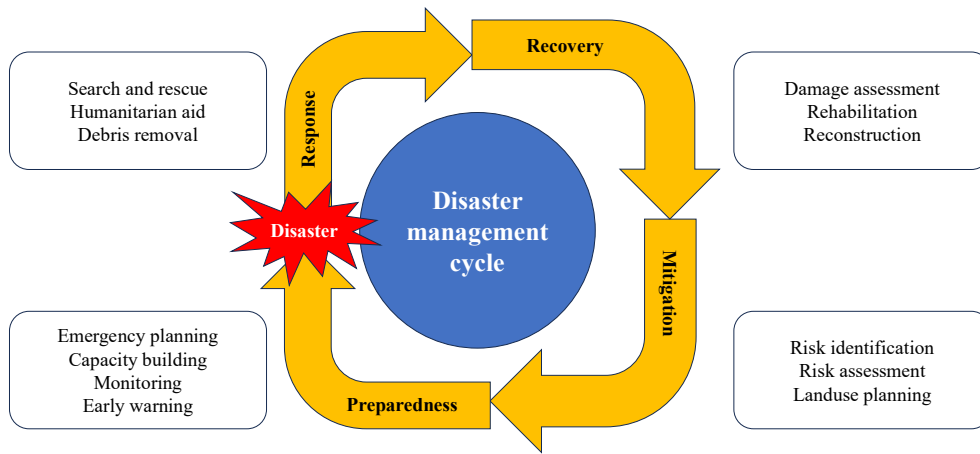 Search and rescue
Humanitarian aid
Debris removal
Response
Recovery
Damage assessment
Rehabilitation
Reconstruction
Disaster
Disaster
management
cycle
Mitigation
Emergency planning
Capacity building
Monitoring
Early warning
Preparedness
Risk identification
Risk assessment
Landuse planning